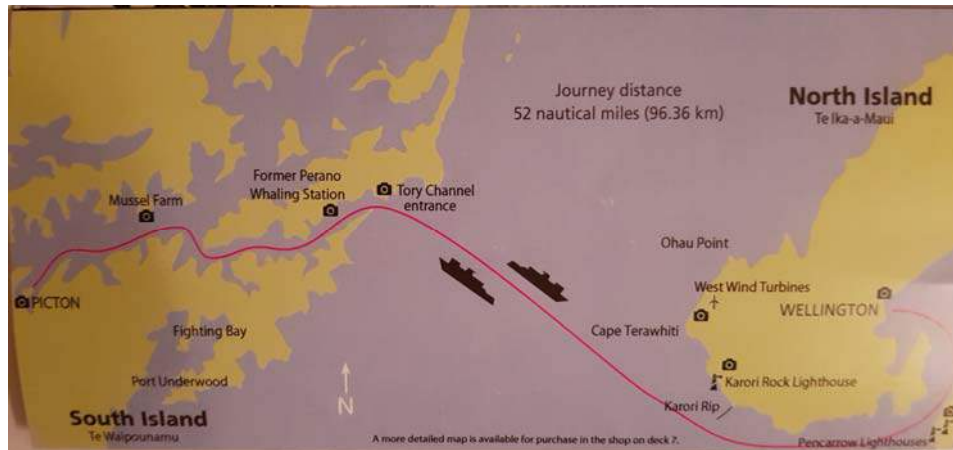 Journey distance
52 nautical miles (96.36 km)
North Island
Te Ika-a-Maui
Former Perano
Whaling Station
Mussel Farm
Tory Channel
entrance
Ohau Point
West Wind Turbines
PICTON
WELLINGTON
Fighting Bay
Cape Terawhiti
Port Underwood
Karori Rock Lighthouse
N
Karori Rip
South Island
Te Waipounamu
A more detailed map is available for purchase in the shop on deck 7.
Pencarrow Lighthouses